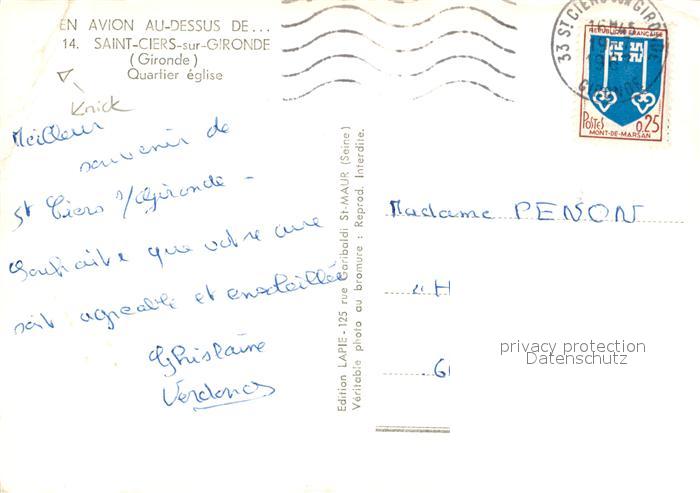 EN AVION AU-DESSUS DE...
14. SAINT-CIERS-sur-GIRONDE
(Gironde)
Quartier église
Knick
Meilleur
souvenir de
St Ciers s/Gironde -
Souhaite que votre cure
soit agréable et ensoleillée
Ghislaine
Edition LAPIE - 125 rue Garibaldi St-MAUR (Seine)
Véritable photo au bromure : Reprod. Interdite.
33 ST CIERS SUR GIRONDE
REPUBLIQUE FRANÇAISE
POSTES 0,25
MONT-DE-MARSAN
Madame PENON
privacy protection
Datenschutz